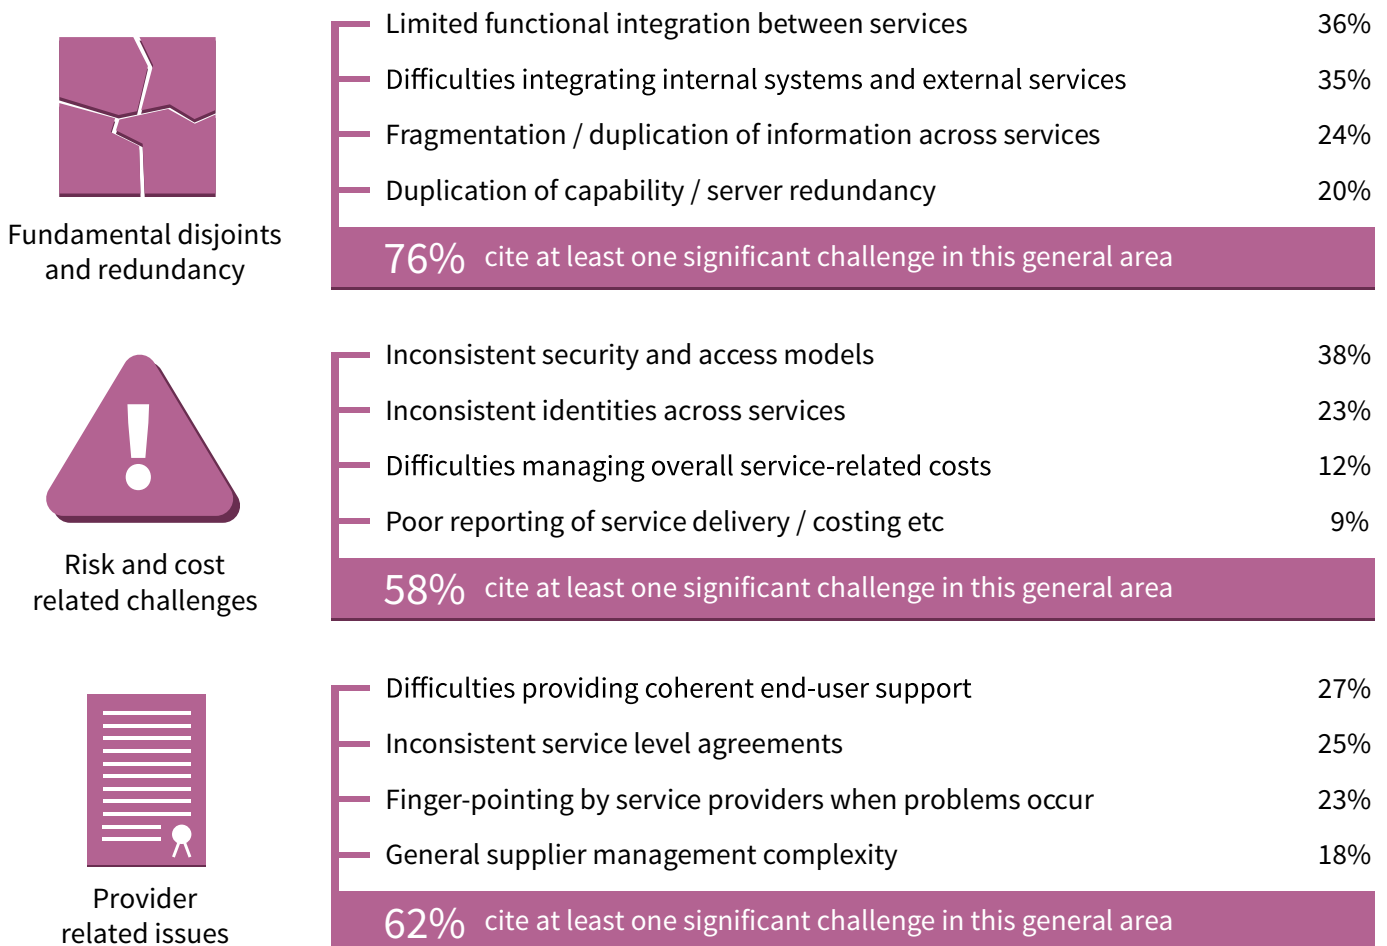 Limited functional integration between services 36%
Difficulties integrating internal systems and external services 35%
Fragmentation / duplication of information across services 24%
Duplication of capability / server redundancy 20%
Fundamental disjoints
and redundancy
76% cite at least one significant challenge in this general area
Inconsistent security and access models 38%
Inconsistent identities across services 23%
Difficulties managing overall service-related costs 12%
Poor reporting of service delivery / costing etc 9%
Risk and cost
related challenges
58% cite at least one significant challenge in this general area
Difficulties providing coherent end-user support 27%
Inconsistent service level agreements 25%
Finger-pointing by service providers when problems occur 23%
General supplier management complexity 18%
Provider
related issues
62% cite at least one significant challenge in this general area